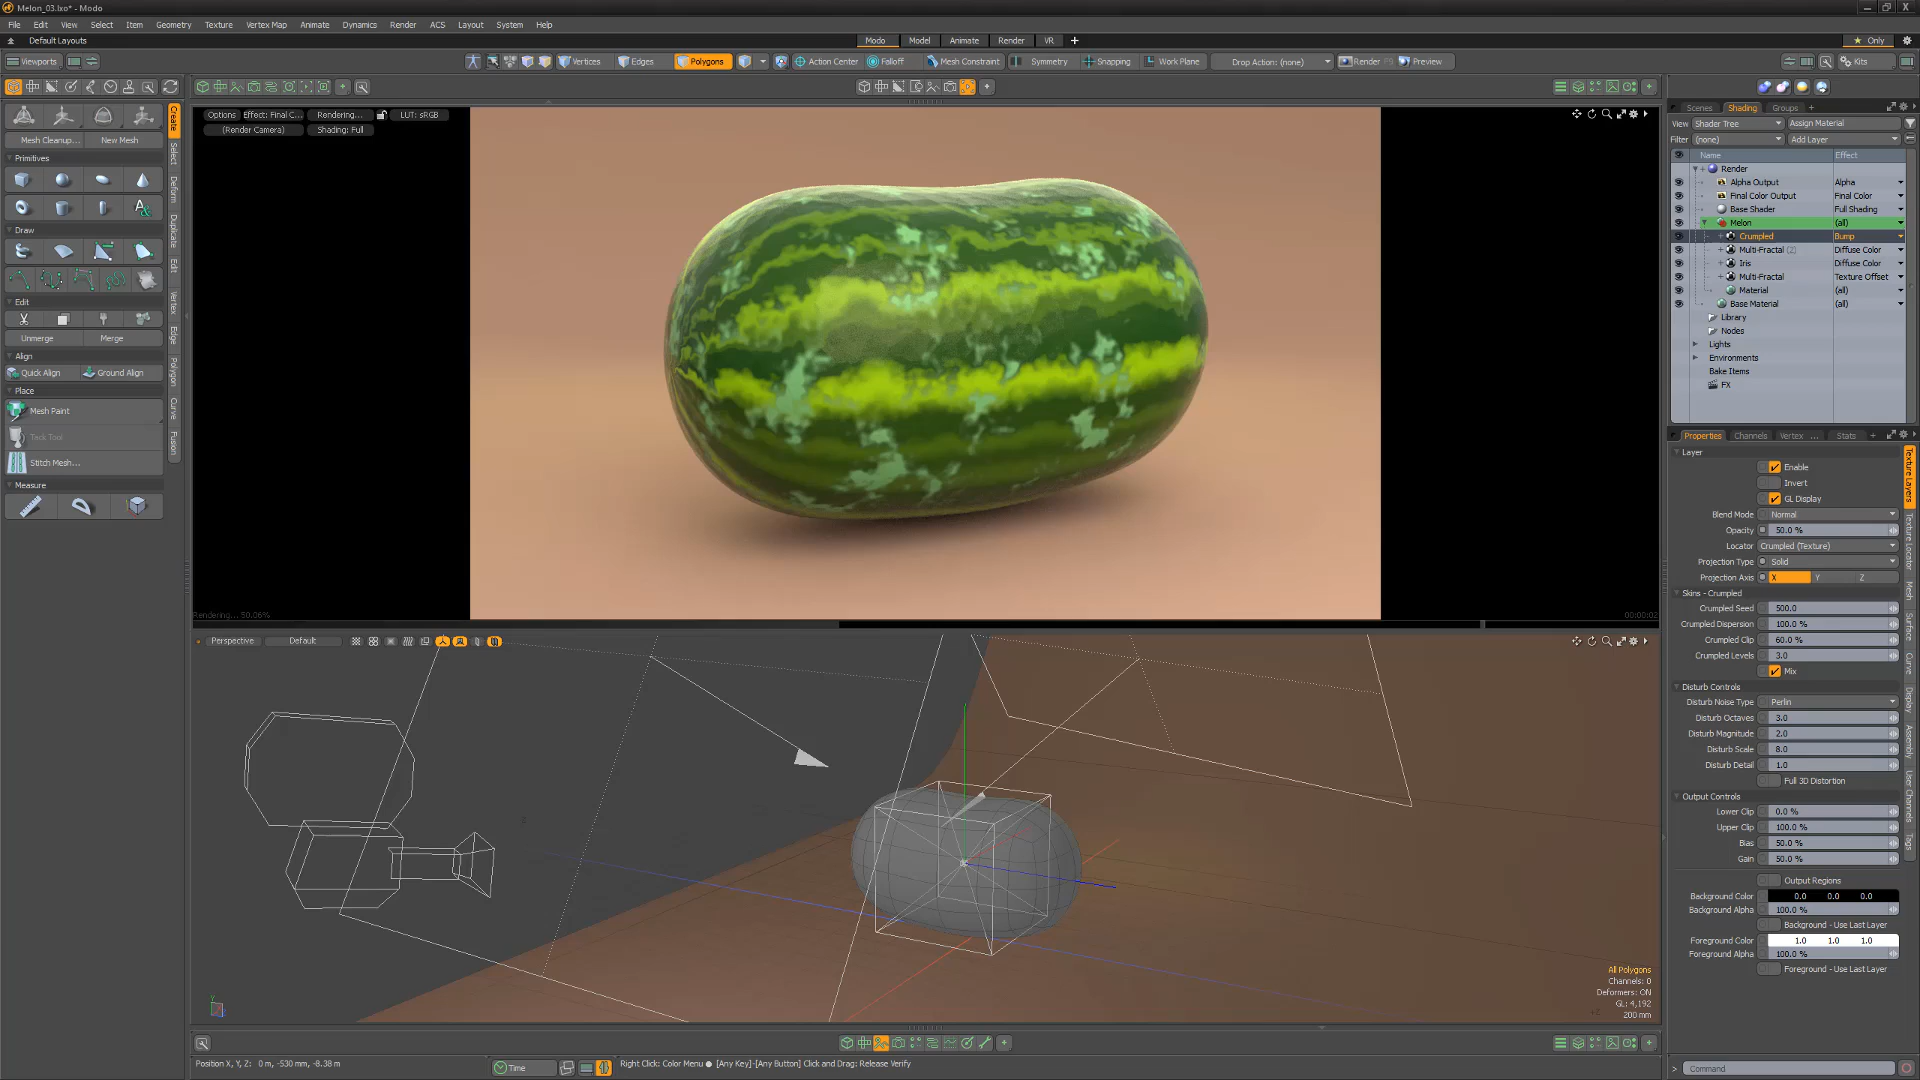 Melon_03.lxo* - Modo
File Edit View Select Item Geometry Texture Vertex Map Animate Dynamics Render ACS Layout System Help
Default Layouts Modo Model Animate Render VR + Only
Viewports Vertices Edges Polygons Action Center Falloff Mesh Constraint Symmetry Snapping Work Plane Drop Action: (none) Render Preview Kits
Mesh Cleanup... New Mesh
Primitives
Draw
Edit
Unmerge Merge
Align
Quick Align Ground Align
Place
Mesh Paint
Tack Tool
Stitch Mesh...
Measure
Create
Select
Deform
Duplicate
Edit
Vertex
Edge
Polygon
Curve
Fusion
Options Effect: Final C... Rendering... LUT: sRGB
(Render Camera) Shading: Full
Rendering... 50.06% 00:00:02
Perspective Default
All Polygons
Channels: 0
Deformers: ON
GL: 4,192
200 mm
Position X, Y, Z: 0 m, -530 mm, -8.38 m
Time
Right Click: Color Menu ● [Any Key]-[Any Button] Click and Drag: Release Verify
Scenes Shading Groups +
View Shader Tree Assign Material
Filter (none) Add Layer
Name Effect
Render
Alpha Output Alpha
Final Color Output Final Color
Base Shader Full Shading
Melon (all)
Crumpled Bump
Multi-Fractal (2) Diffuse Color
Iris Diffuse Color
Multi-Fractal Texture Offset
Material (all)
Base Material (all)
Library
Nodes
Lights
Environments
Bake Items
FX
Properties Channels Vertex ... Stats +
Layer
Enable
Invert
GL Display
Blend Mode Normal
Opacity 50.0 %
Locator Crumpled (Texture)
Projection Type Solid
Projection Axis X Y Z
Skins - Crumpled
Crumpled Seed 500.0
Crumpled Dispersion 100.0 %
Crumpled Clip 60.0 %
Crumpled Levels 3.0
Mix
Disturb Controls
Disturb Noise Type Perlin
Disturb Octaves 3.0
Disturb Magnitude 2.0
Disturb Scale 8.0
Disturb Detail 1.0
Full 3D Distortion
Output Controls
Lower Clip 0.0 %
Upper Clip 100.0 %
Bias 50.0 %
Gain 50.0 %
Output Regions
Background Color 0.0 0.0 0.0
Background Alpha 100.0 %
Background - Use Last Layer
Foreground Color 1.0 1.0 1.0
Foreground Alpha 100.0 %
Foreground - Use Last Layer
Texture Layers
Texture Locator
Mesh
Surface
Curve
Display
Assembly
User Channels
Tags
Command